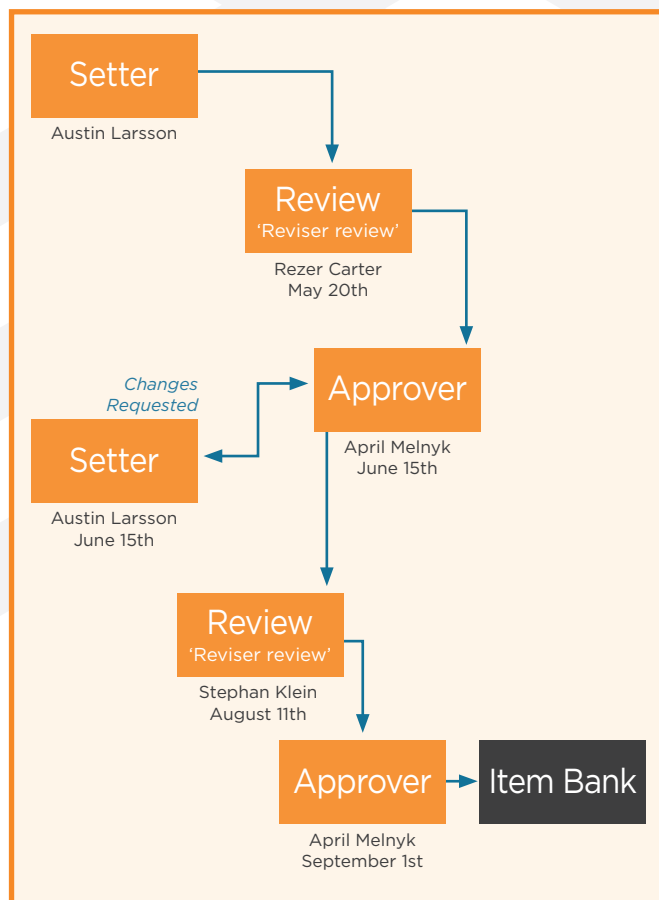 Setter
Austin Larsson
Review
‘Reviser review’
Rezer Carter
May 20th
Approver
April Melnyk
June 15th
Changes
Requested
Setter
Austin Larsson
June 15th
Review
‘Reviser review’
Stephan Klein
August 11th
Approver
April Melnyk
September 1st
Item Bank